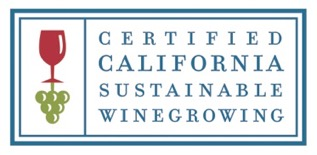 CERTIFIED
CALIFORNIA
SUSTAINABLE
WINEGROWING